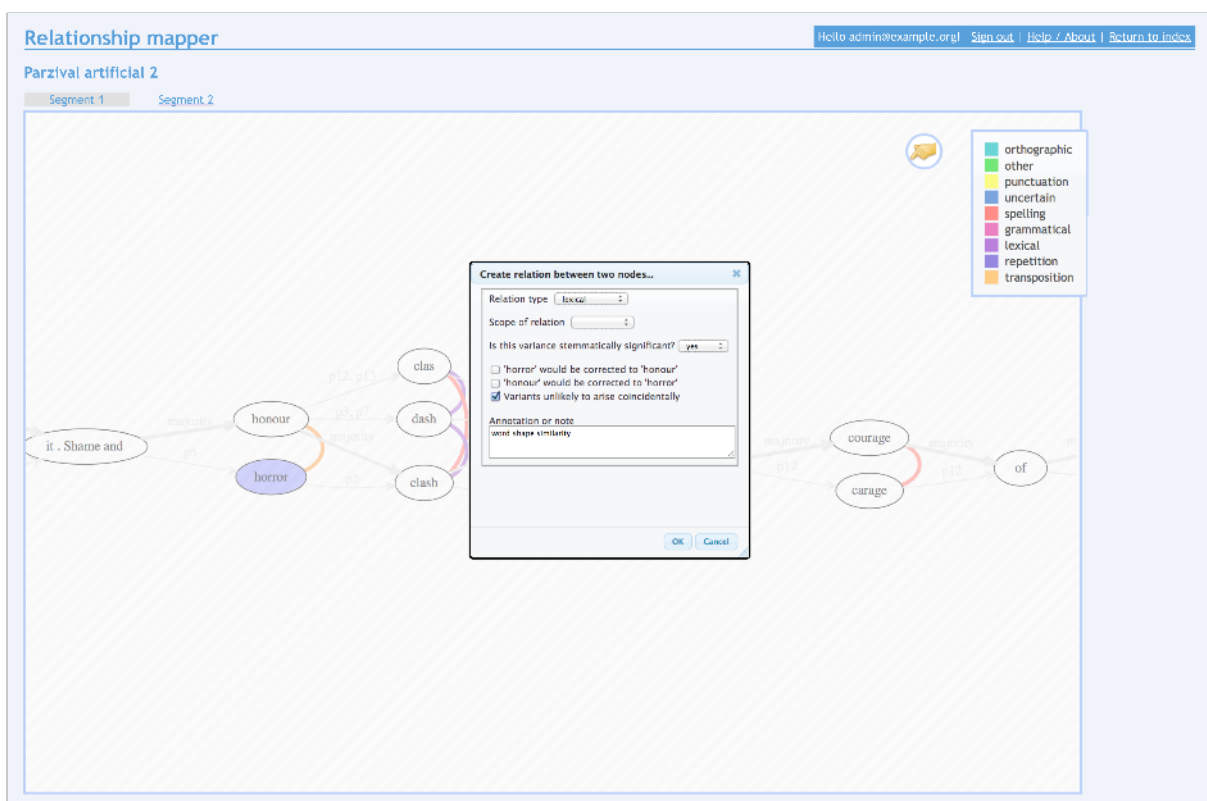 Relationship mapper
Hello admin@example.org! Sign out | Help / About | Return to index
Parzival artificial 2
Segment 1 Segment 2
orthographic
other
punctuation
uncertain
spelling
grammatical
lexical
repetition
transposition
Create relation between two nodes...
Relation type lexical
Scope of relation
Is this variance stemmatically significant? yes
'horror' would be corrected to 'honour'
'honour' would be corrected to 'horror'
Variants unlikely to arise coincidentally
Annotation or note
word shape similarity
OK Cancel
it . Shame and
majority
p5
honour
horror
p12, p13
p3, p7
majority
p5
clas
dash
clash
majority
p12
courage
carage
majority
p12
of